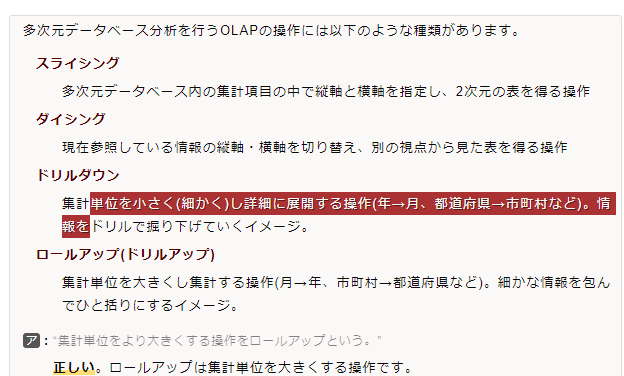 多次元データベース分析を行うOLAPの操作には以下のような種類があります。
スライシング
多次元データベース内の集計項目の中で縦軸と横軸を指定し、2次元の表を得る操作
ダイシング
現在参照している情報の縦軸・横軸を切り替え、別の視点から見た表を得る操作
ドリルダウン
集計単位を小さく(細かく)し詳細に展開する操作(年→月、都道府県→市町村など)。情
報をドリルで掘り下げていくイメージ。
ロールアップ(ドリルアップ)
集計単位を大きくし集計する操作(月→年、市町村→都道府県など)。細かな情報を包ん
でひと括りにするイメージ。
ア:“集計単位をより大きくする操作をロールアップという。”
正しい。ロールアップは集計単位を大きくする操作です。